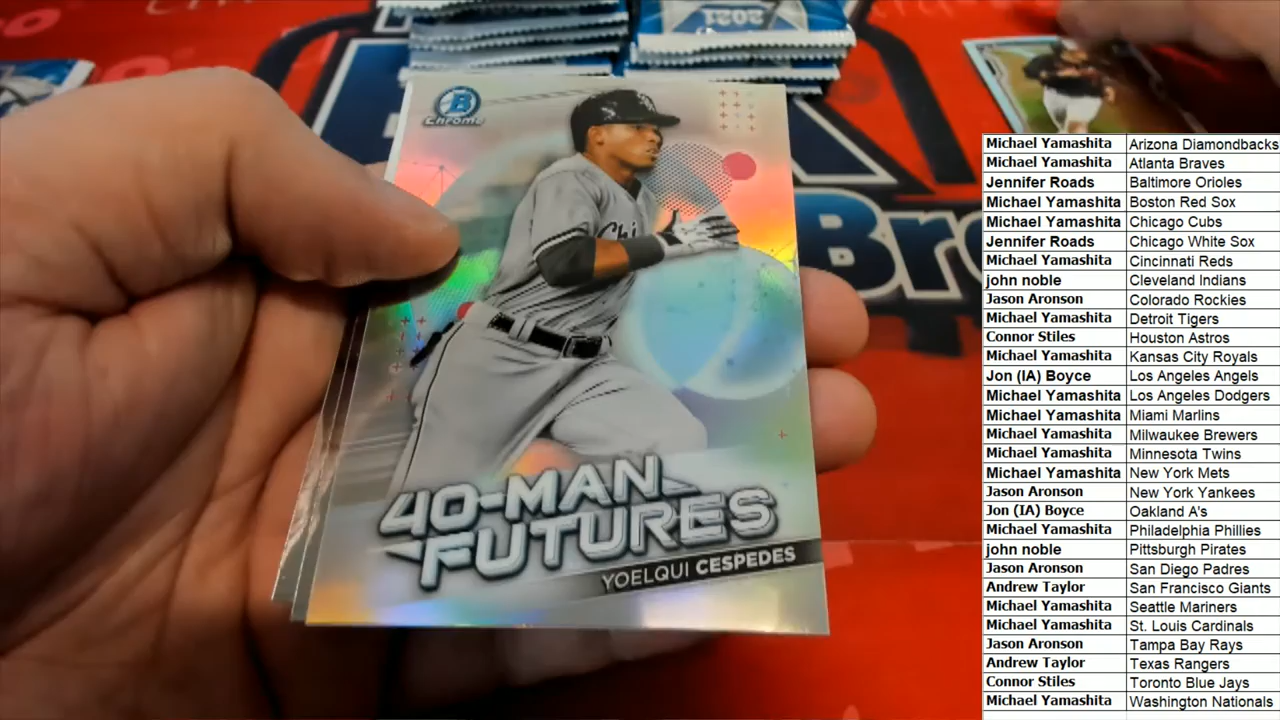 2021
B
Chrome
Chi
Br
40-MAN
FUTURES
YOELQUI CESPEDES
Michael Yamashita Arizona Diamondbacks
Michael Yamashita Atlanta Braves
Jennifer Roads Baltimore Orioles
Michael Yamashita Boston Red Sox
Michael Yamashita Chicago Cubs
Jennifer Roads Chicago White Sox
Michael Yamashita Cincinnati Reds
john noble Cleveland Indians
Jason Aronson Colorado Rockies
Michael Yamashita Detroit Tigers
Connor Stiles Houston Astros
Michael Yamashita Kansas City Royals
Jon (IA) Boyce Los Angeles Angels
Michael Yamashita Los Angeles Dodgers
Michael Yamashita Miami Marlins
Michael Yamashita Milwaukee Brewers
Michael Yamashita Minnesota Twins
Michael Yamashita New York Mets
Jason Aronson New York Yankees
Jon (IA) Boyce Oakland A's
Michael Yamashita Philadelphia Phillies
john noble Pittsburgh Pirates
Jason Aronson San Diego Padres
Andrew Taylor San Francisco Giants
Michael Yamashita Seattle Mariners
Michael Yamashita St. Louis Cardinals
Jason Aronson Tampa Bay Rays
Andrew Taylor Texas Rangers
Connor Stiles Toronto Blue Jays
Michael Yamashita Washington Nationals